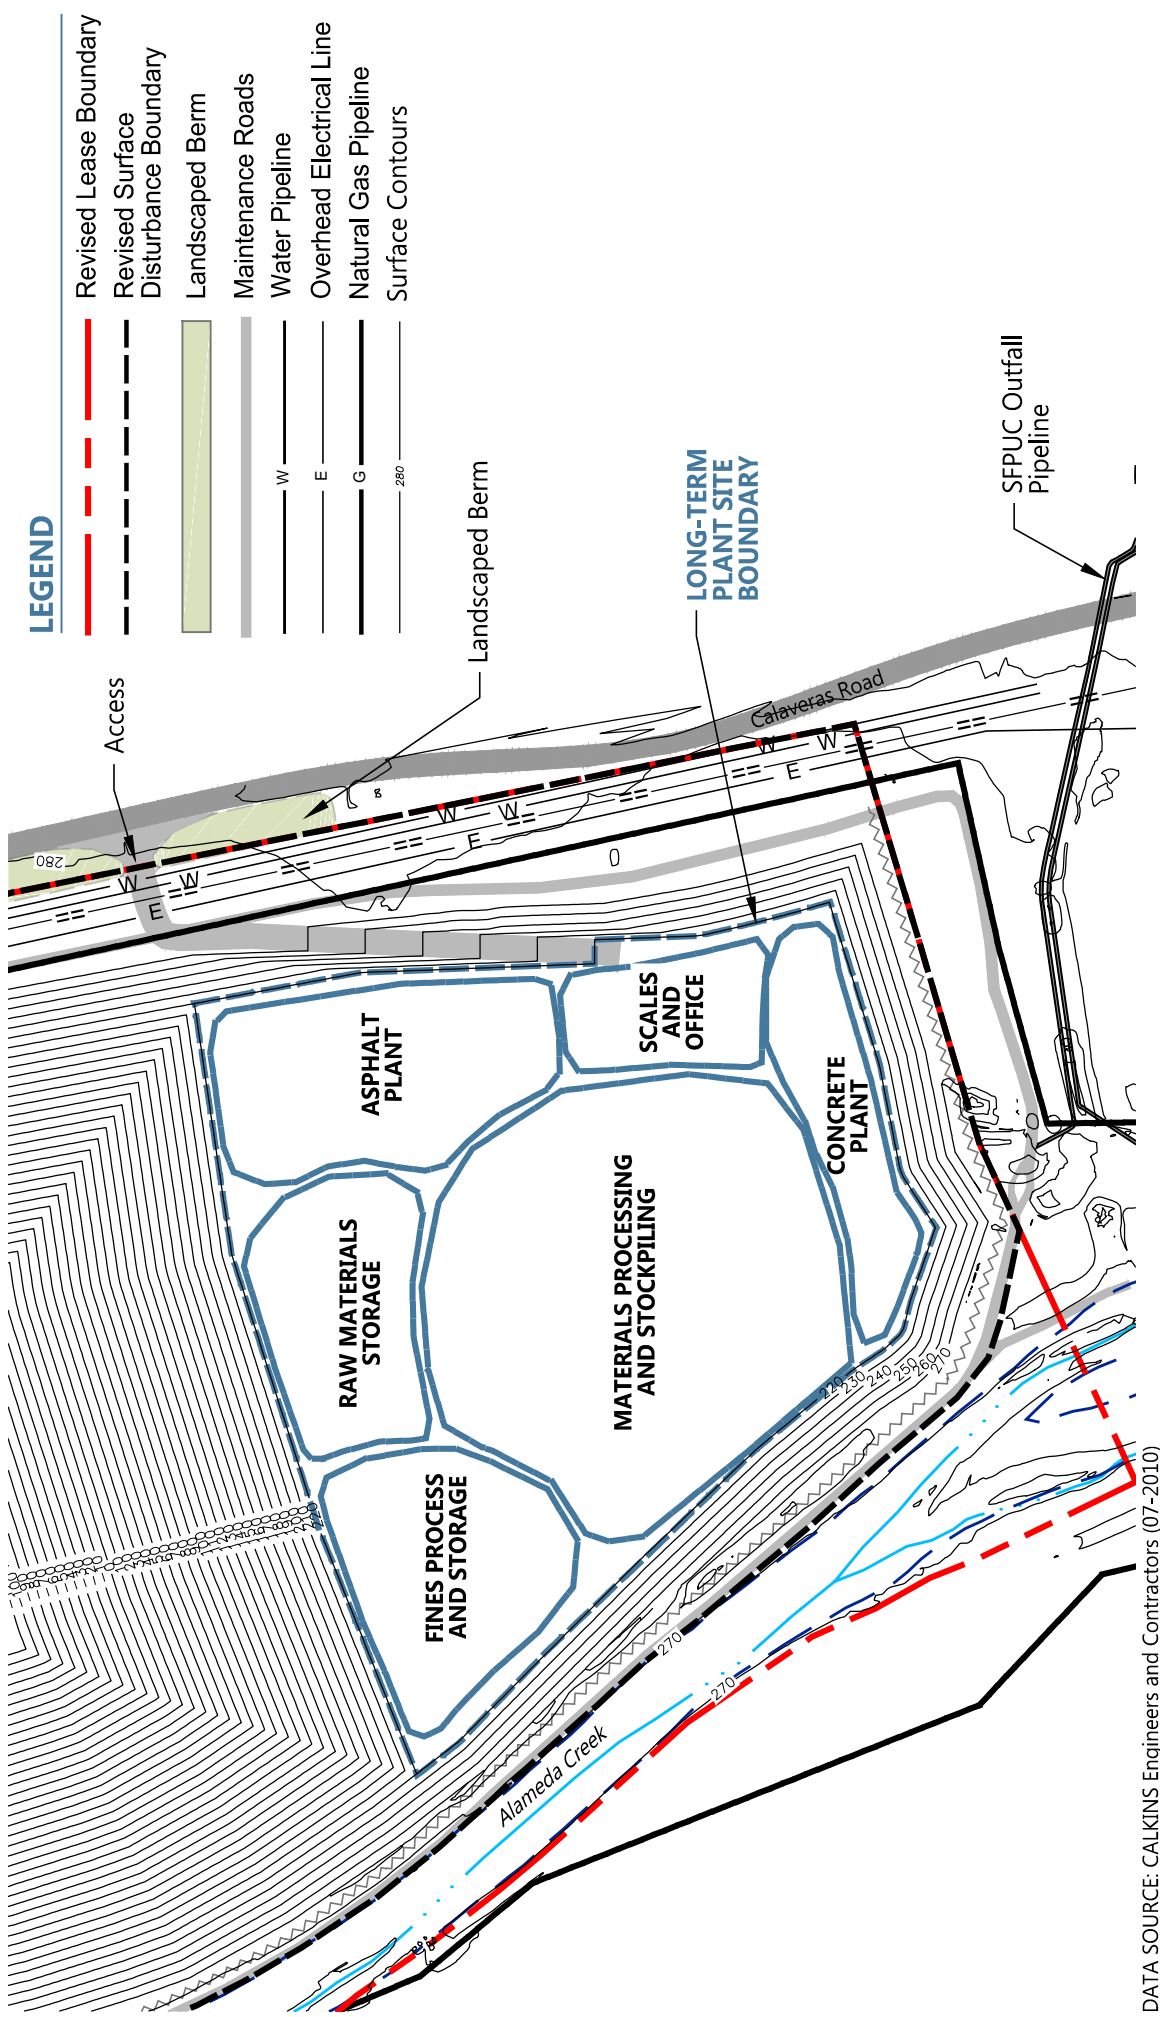 LEGEND
Revised Lease Boundary
Revised Surface
Disturbance Boundary
Landscaped Berm
Maintenance Roads
W
Water Pipeline
E
Overhead Electrical Line
G
Natural Gas Pipeline
280
Surface Contours
Access
Landscaped Berm
LONG-TERM
PLANT SITE
BOUNDARY
SFPUC Outfall
Pipeline
Calaveras Road
280
W
W
E
W
W
E
W
W
E
ASPHALT
PLANT
SCALES
AND
OFFICE
CONCRETE
PLANT
RAW MATERIALS
STORAGE
MATERIALS PROCESSING
AND STOCKPILING
FINES PROCESS
AND STORAGE
220
230
240
250
260
270
220
270
270
Alameda Creek
DATA SOURCE: CALKINS Engineers and Contractors (07-2010)